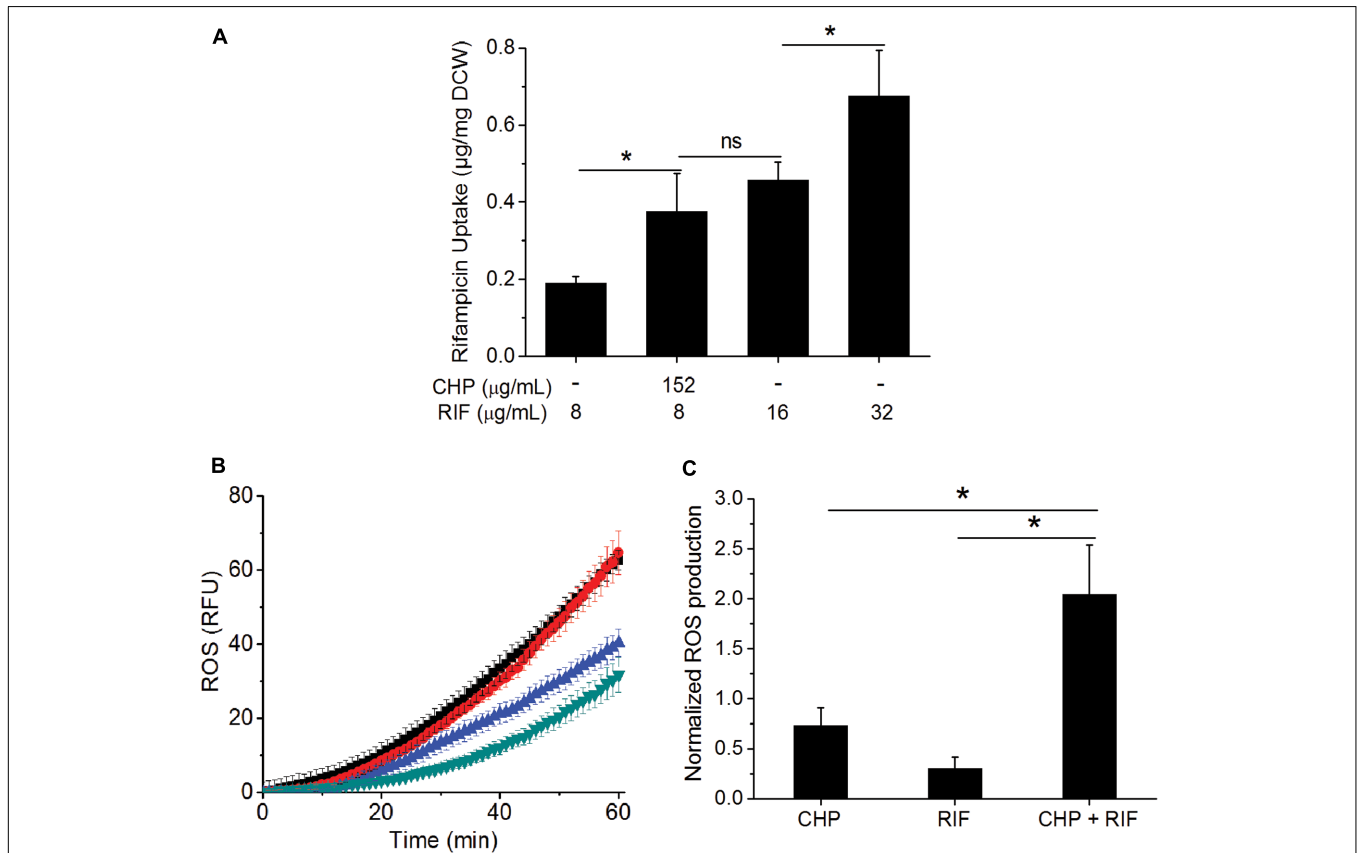 A
Rifampicin Uptake (µg/mg DCW)
0.8
0.6
0.4
0.2
0.0
*
ns
*
CHP (µg/mL) - 152 - -
RIF (µg/mL) 8 8 16 32
B
ROS (RFU)
80
60
40
20
0
0 20 40 60
Time (min)
C
Normalized ROS production
3.0
2.5
2.0
1.5
1.0
0.5
0.0
*
*
CHP RIF CHP + RIF